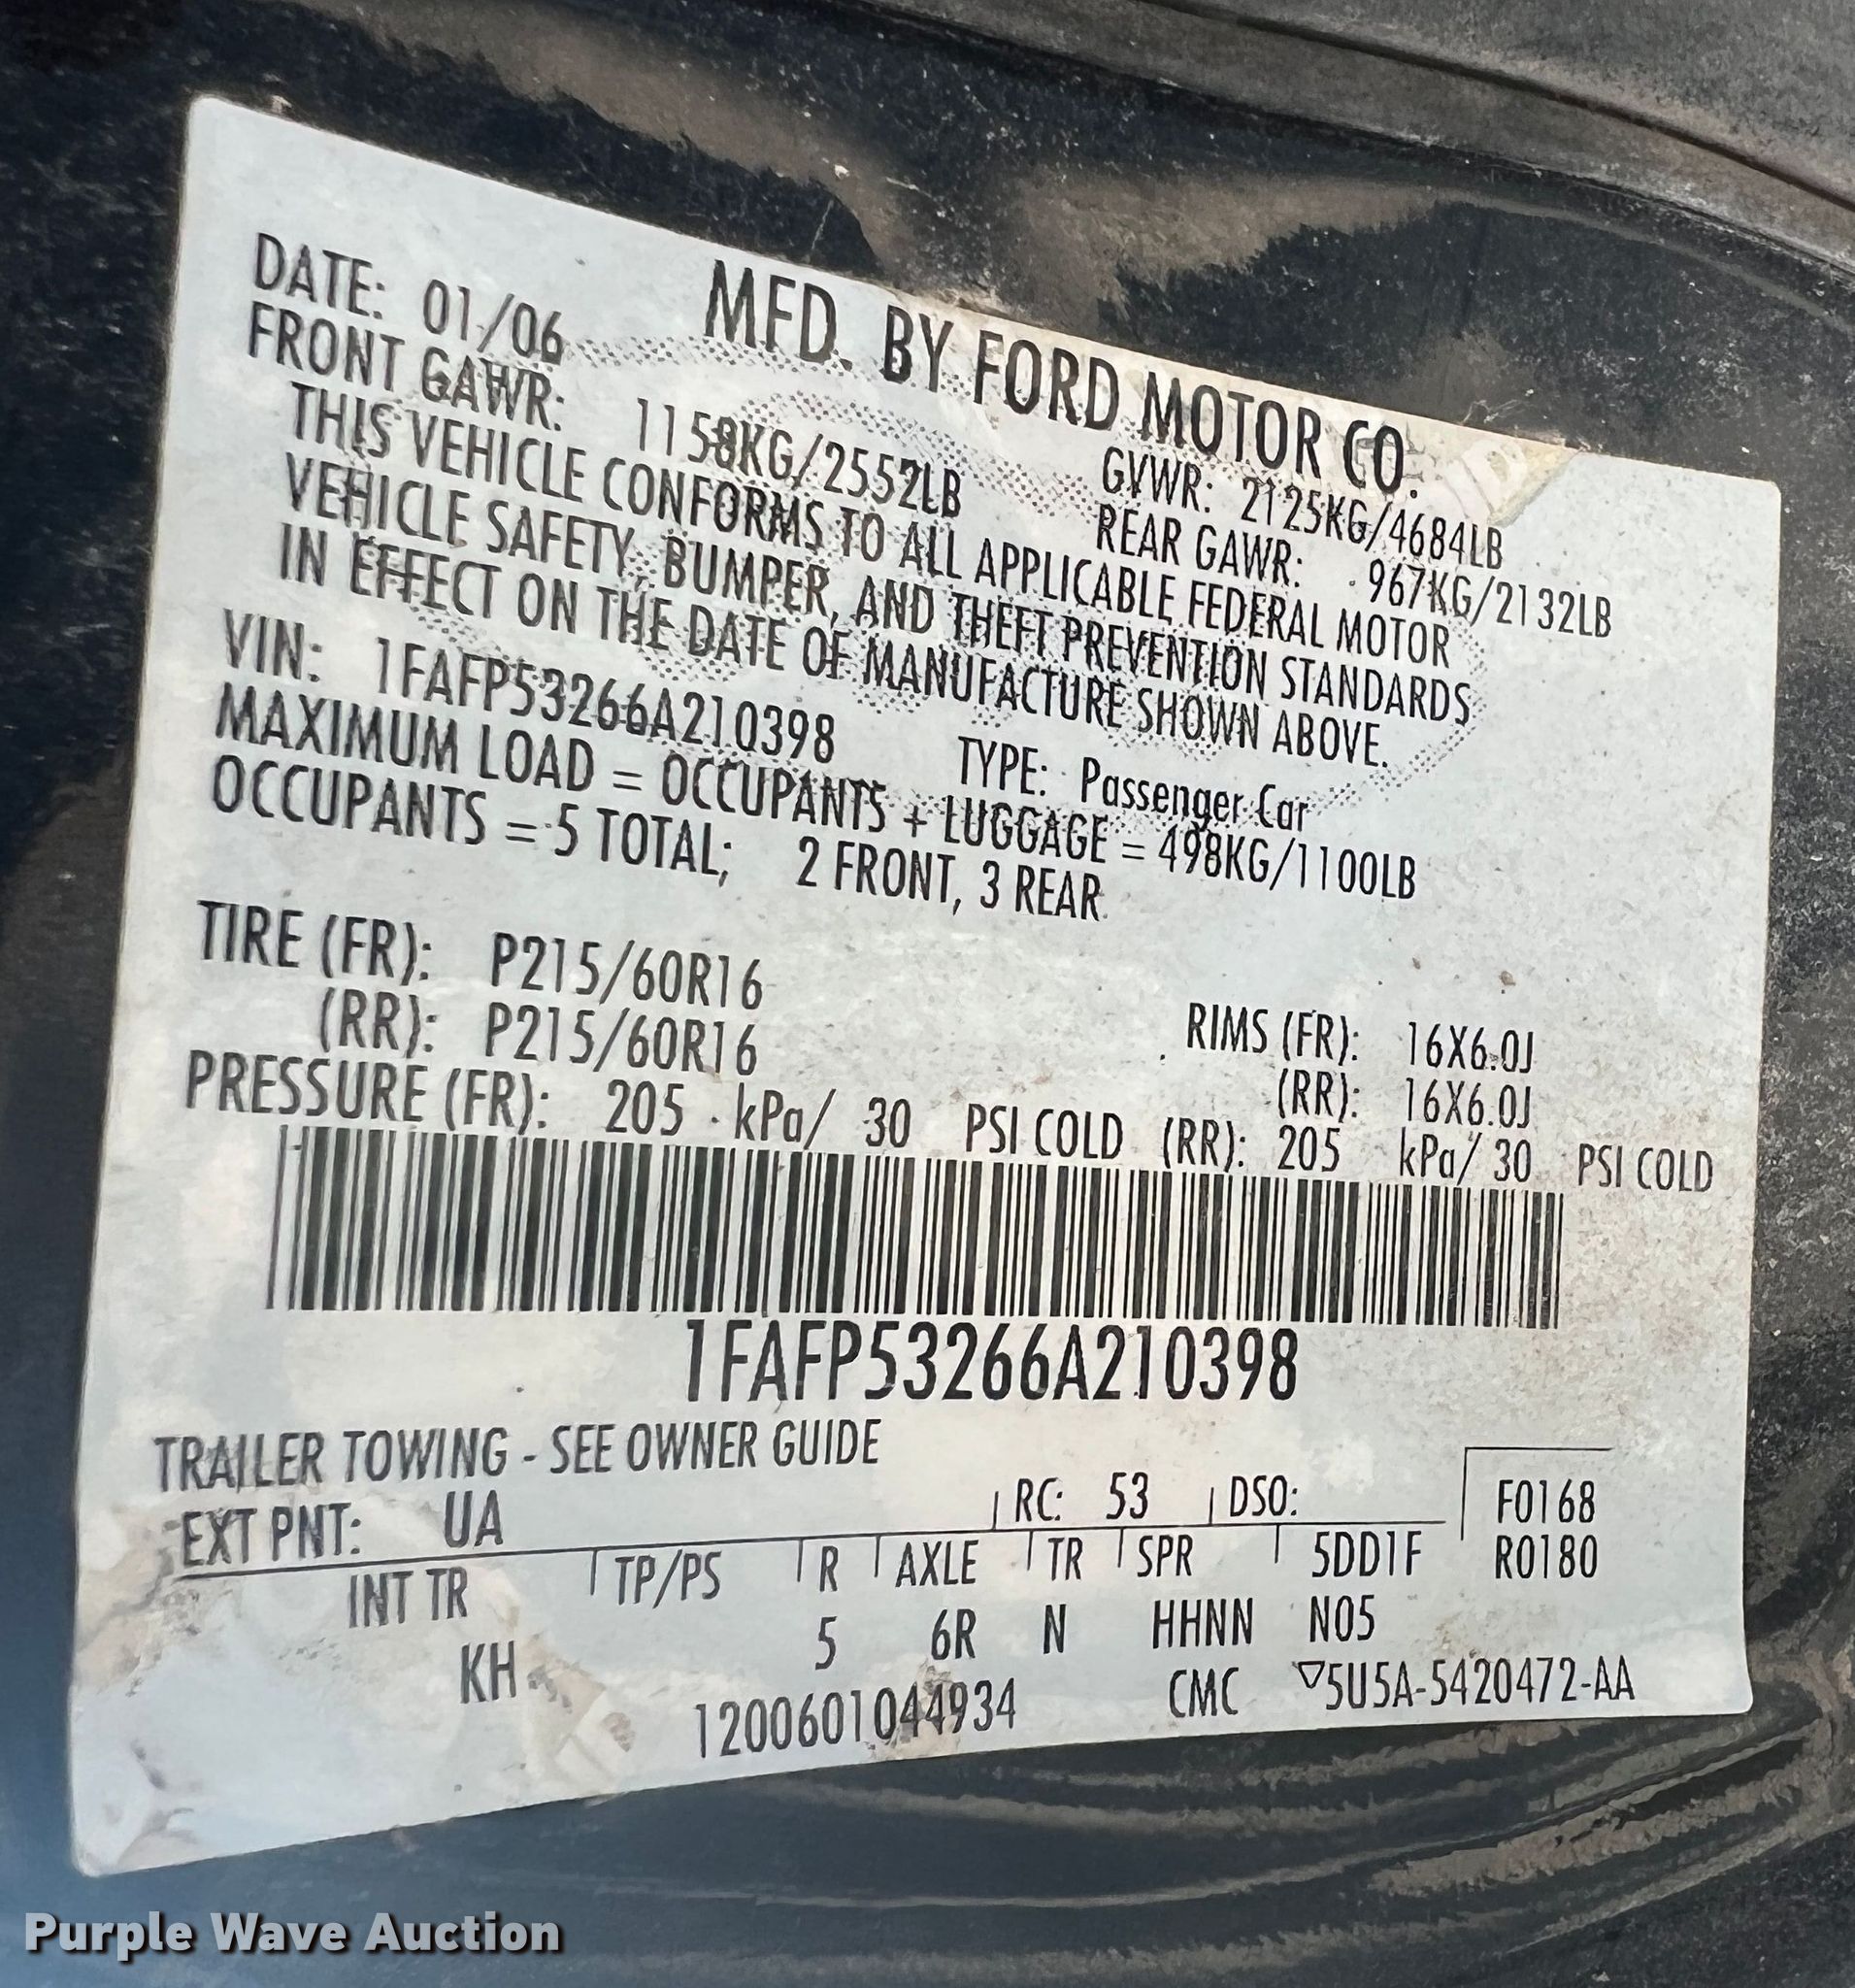 MFD. BY FORD MOTOR CO.
DATE: 01/06
GVWR: 2125KG/4684LB
FRONT GAWR: 1158KG/2552LB
REAR GAWR: 967KG/2132LB
THIS VEHICLE CONFORMS TO ALL APPLICABLE FEDERAL MOTOR
VEHICLE SAFETY, BUMPER, AND THEFT PREVENTION STANDARDS
IN EFFECT ON THE DATE OF MANUFACTURE SHOWN ABOVE.
VIN: 1FAFP53266A210398
TYPE: Passenger Car
MAXIMUM LOAD = OCCUPANTS + LUGGAGE = 498KG/1100LB
OCCUPANTS = 5 TOTAL; 2 FRONT, 3 REAR
TIRE (FR): P215/60R16
RIMS (FR): 16X6.0J
(RR): P215/60R16
(RR): 16X6.0J
PRESSURE (FR): 205 kPa/ 30 PSI COLD (RR): 205 kPa/ 30 PSI COLD
1FAFP53266A210398
TRAILER TOWING - SEE OWNER GUIDE
EXT PNT: UA RC: 53 DSO:
F0168
R0180
INT TR TP/PS R AXLE TR SPR 5DD1F
KH 5 6R N HHNN N05
1200601044934 CMC ▽5U5A-5420472-AA
Purple Wave Auction